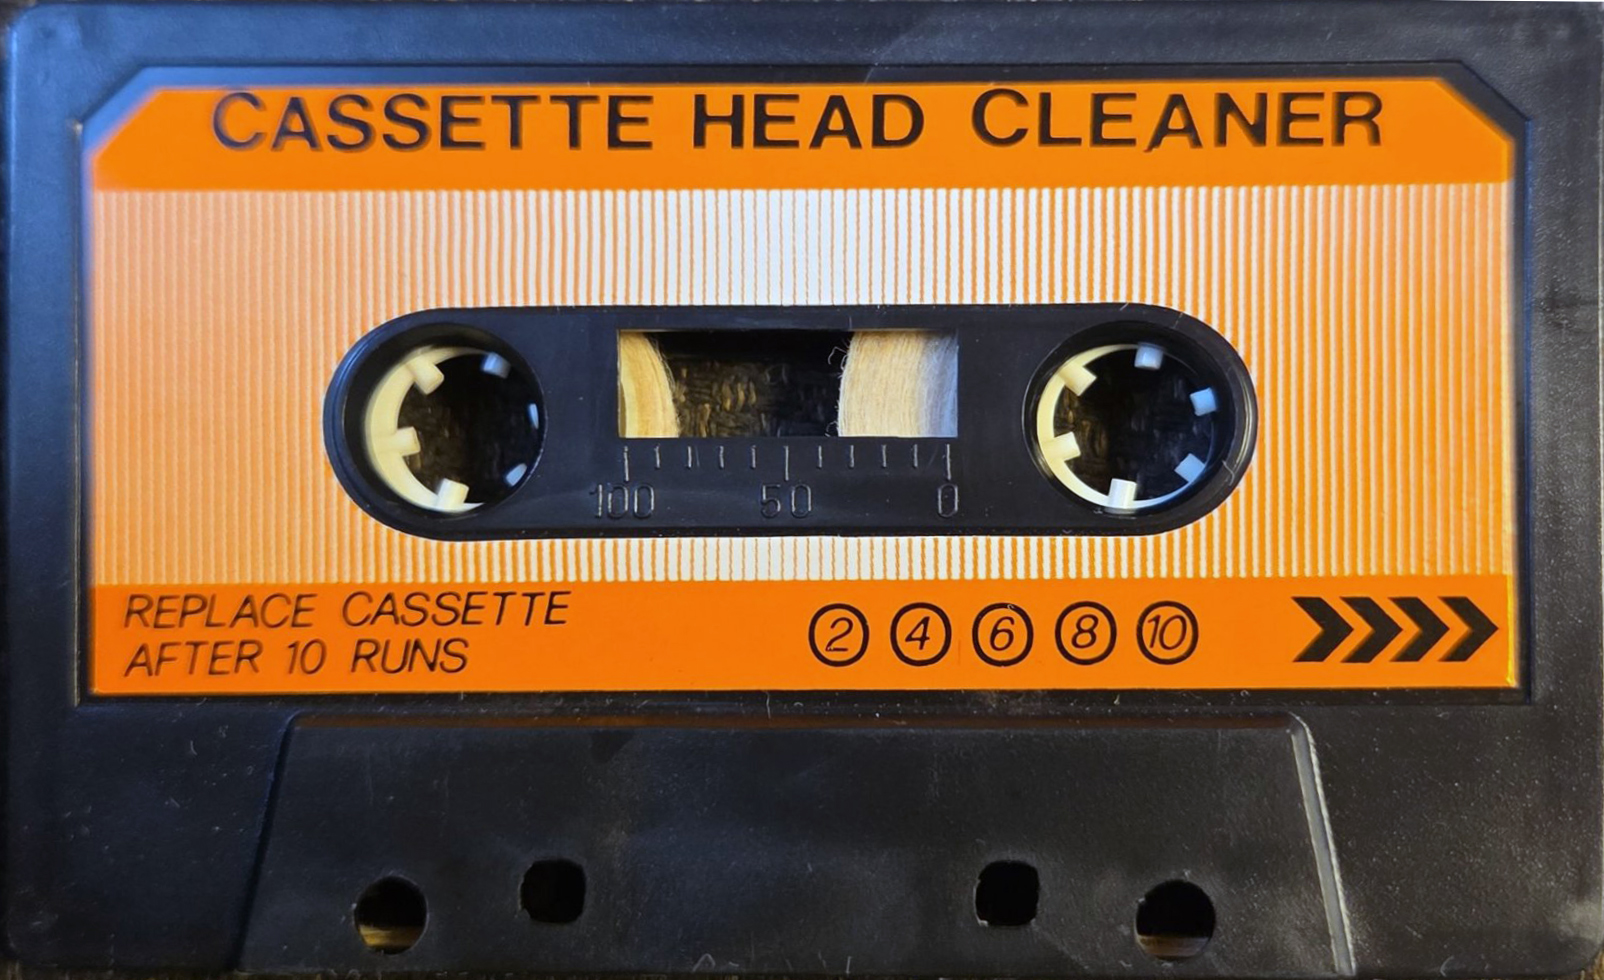 CASSETTE HEAD CLEANER
100 50 0
REPLACE CASSETTE
AFTER 10 RUNS
2 4 6 8 10